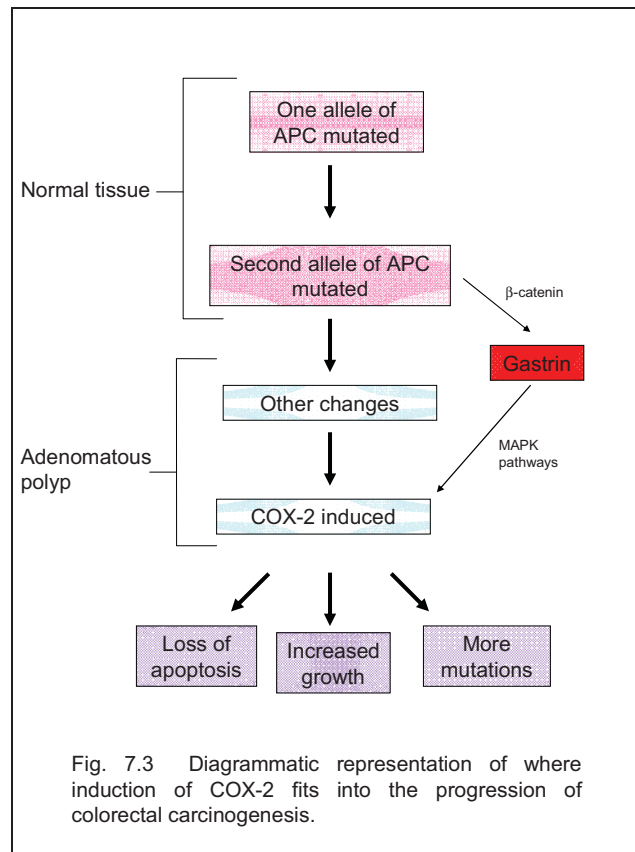 One allele of
APC mutated
Normal tissue
Second allele of APC
mutated
β-catenin
Gastrin
Other changes
MAPK
pathways
Adenomatous
polyp
COX-2 induced
Loss of
apoptosis
Increased
growth
More
mutations
Fig. 7.3 Diagrammatic representation of where
induction of COX-2 fits into the progression of
colorectal carcinogenesis.